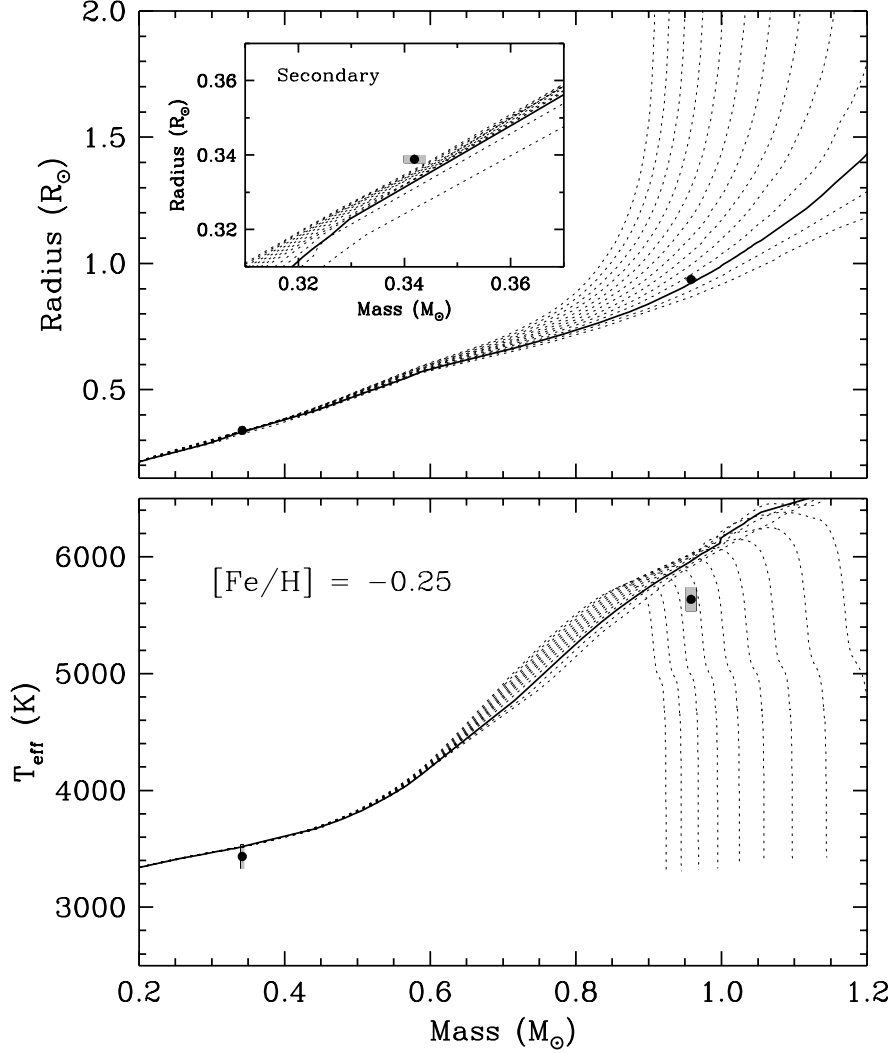 2.0
1.5
1.0
0.5
Radius (R☉)
Secondary
0.36
0.34
0.32
Radius (R☉)
0.32 0.34 0.36
Mass (M☉)
[Fe/H] = −0.25
6000
5000
4000
3000
Teff (K)
0.2 0.4 0.6 0.8 1.0 1.2
Mass (M☉)